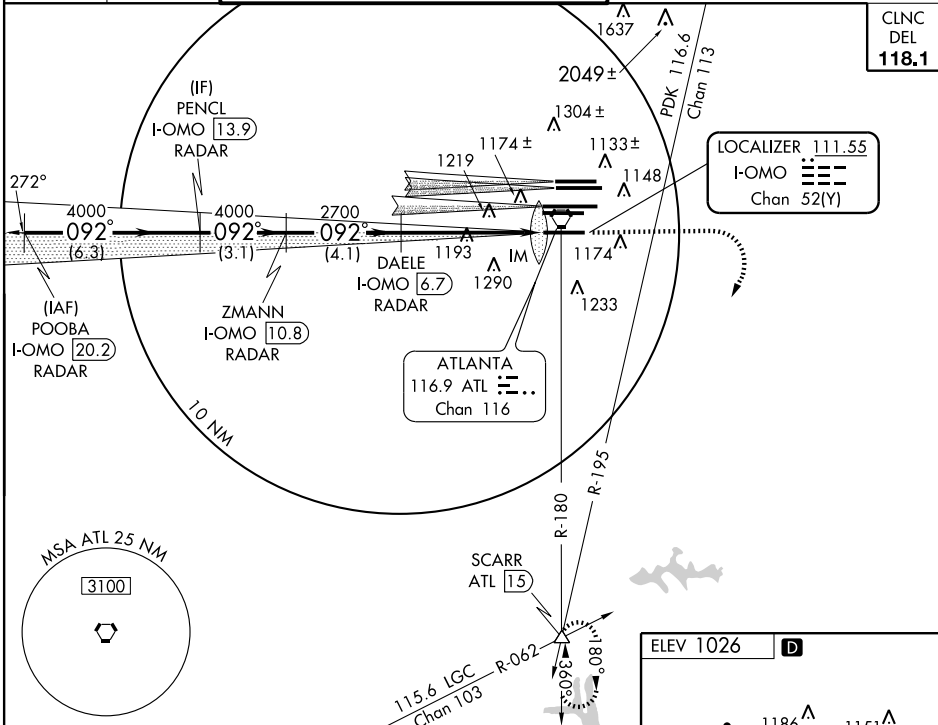 CLNC
DEL
118.1
1637
2049±
PDK 116.6
Chan 113
(IF)
PENCL
I-OMO 13.9
RADAR
1304±
1174±
1133±
1219
1148
LOCALIZER 111.55
I-OMO
Chan 52(Y)
272°
4000
092°
(6.3)
4000
092°
(3.1)
2700
092°
(4.1)
1193
IM
1174
DAELE
I-OMO 6.7
RADAR
1290
1233
(IAF)
POOBA
I-OMO 20.2
RADAR
ZMANN
I-OMO 10.8
RADAR
ATLANTA
116.9 ATL
Chan 116
10 NM
R-195
R-180
MSA ATL 25 NM
3100
SCARR
ATL 15
115.6 LGC
Chan 103
R-062
360°
180°
ELEV 1026
D
1186
1151